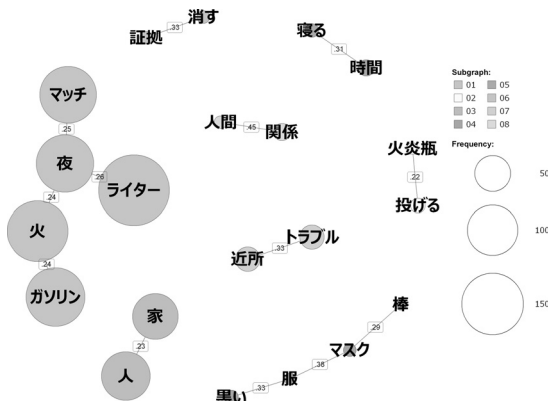 消す
.33
証拠
寝る
.31
時間
マッチ
.25
夜
.26
ライター
.24
火
.24
ガソリン
人間
.45
関係
火炎瓶
.22
投げる
トラブル
.33
近所
家
.23
人
棒
.29
マスク
.38
服
.33
黒い
Subgraph:
01 05
02 06
03 07
04 08
Frequency:
50
100
150